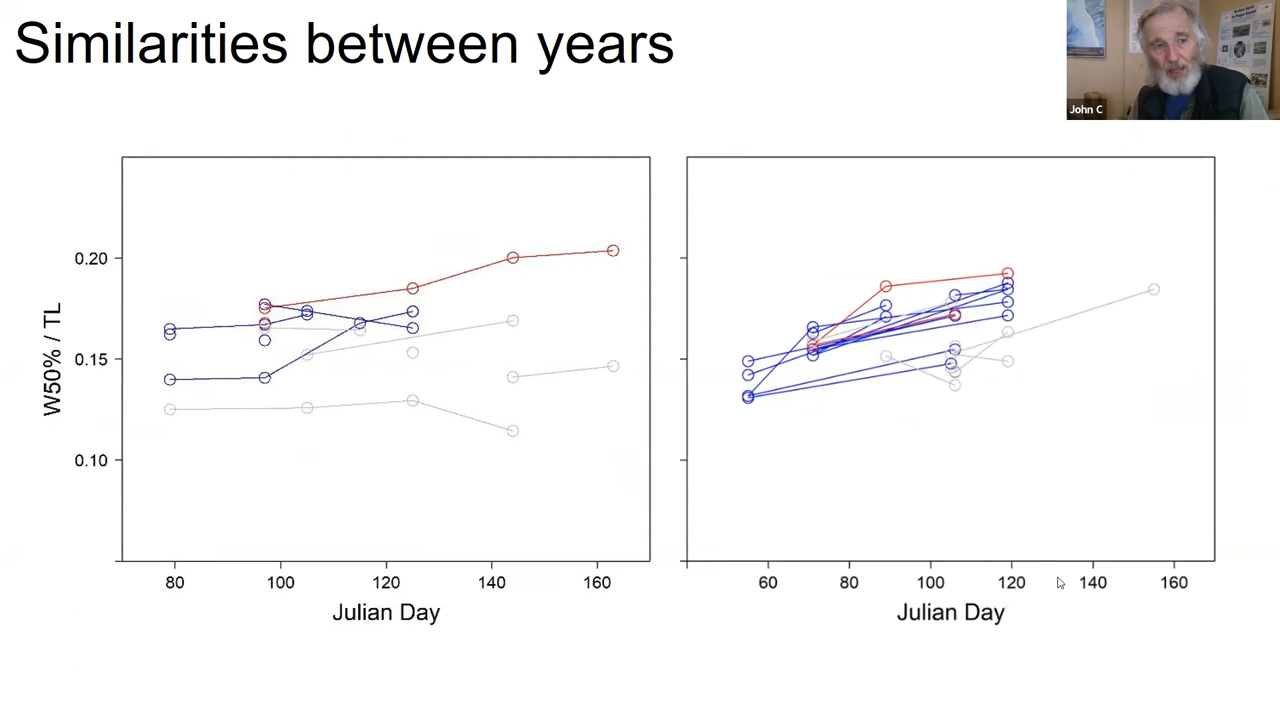 Similarities between years
John C
W50% / TL
0.20
0.15
0.10
80 100 120 140 160
Julian Day
60 80 100 120 140 160
Julian Day